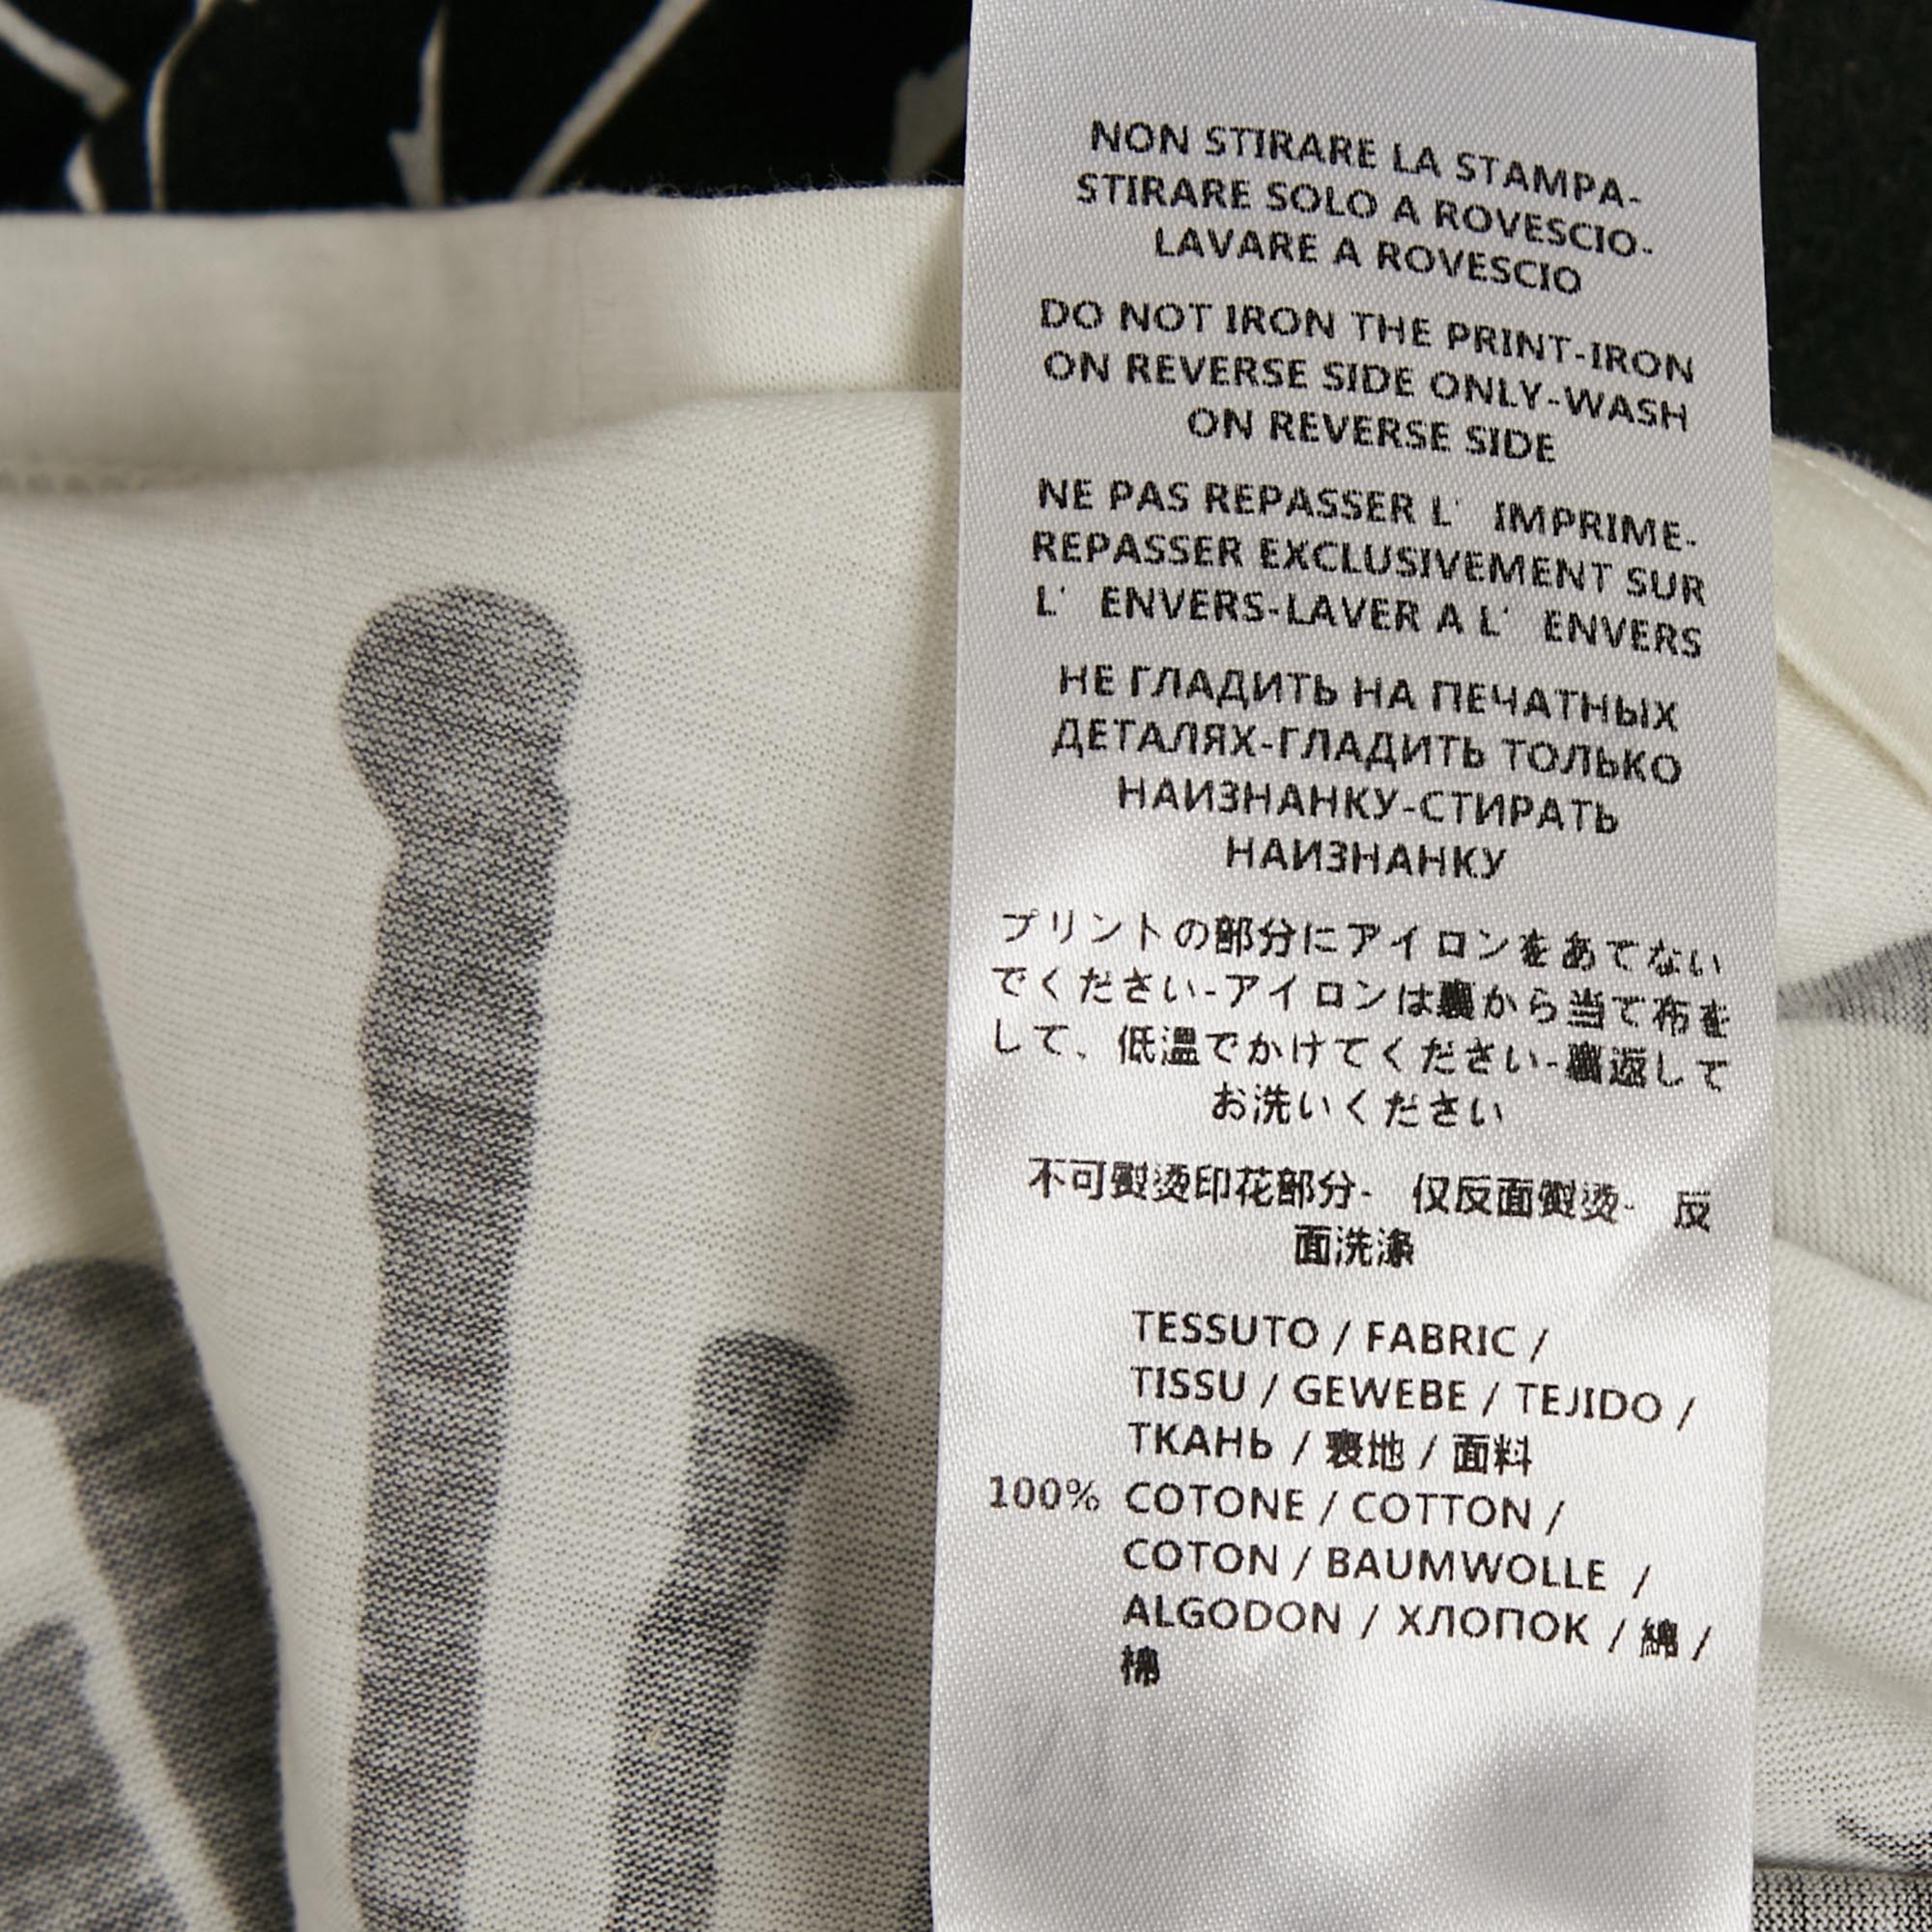 NON STIRARE LA STAMPA-
STIRARE SOLO A ROVESCIO-
LAVARE A ROVESCIO
DO NOT IRON THE PRINT-IRON
ON REVERSE SIDE ONLY-WASH
ON REVERSE SIDE
NE PAS REPASSER L' IMPRIME-
REPASSER EXCLUSIVEMENT SUR
L' ENVERS-LAVER A L' ENVERS
НЕ ГЛАДИТЬ НА ПЕЧАТНЫХ
ДЕТАЛЯХ-ГЛАДИТЬ ТОЛЬКО
НАИЗНАНКУ-СТИРАТЬ
НАИЗНАНКУ
プリントの部分にアイロンをあてない
でください-アイロンは裏から当て布を
して、低温でかけてください-裏返して
お洗いください
不可熨烫印花部分- 仅反面熨烫- 反
面洗涤
TESSUTO / FABRIC /
TISSU / GEWEBE / TEJIDO /
ТКАНЬ / 表地 / 面料
100% COTONE / COTTON /
COTON / BAUMWOLLE /
ALGODON / ХЛОПОК / 綿 /
棉